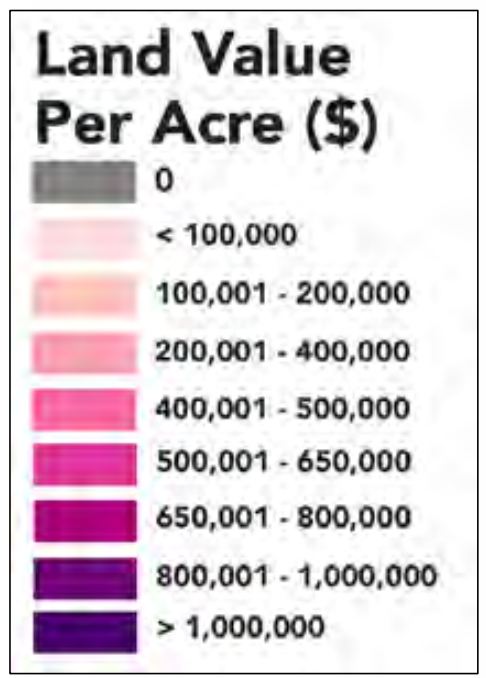 Land Value
Per Acre ($)
0
< 100,000
100,001 - 200,000
200,001 - 400,000
400,001 - 500,000
500,001 - 650,000
650,001 - 800,000
800,001 - 1,000,000
> 1,000,000